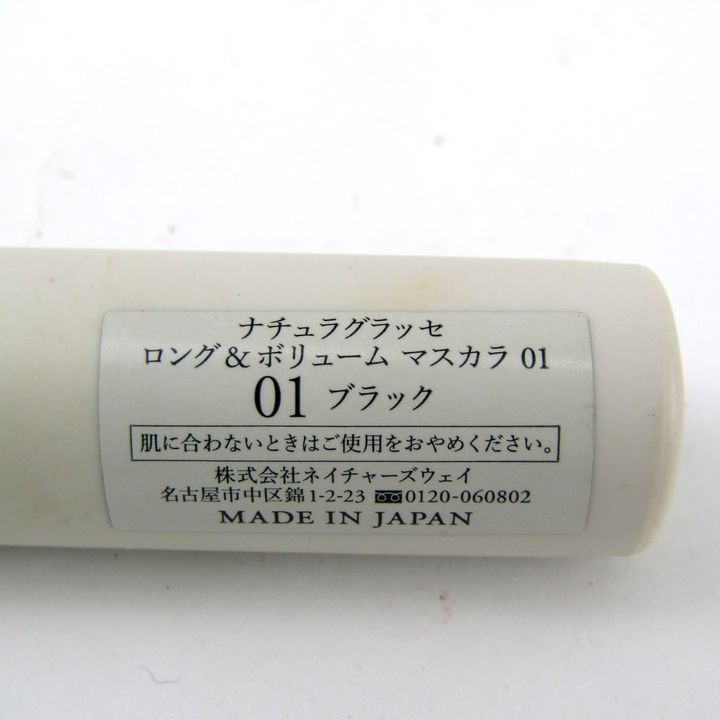 ナチュラグラッセ
ロング＆ボリューム マスカラ 01
01 ブラック
肌に合わないときはご使用をおやめください。
株式会社ネイチャーズウェイ
名古屋市中区錦1-2-23 0120-060802
MADE IN JAPAN